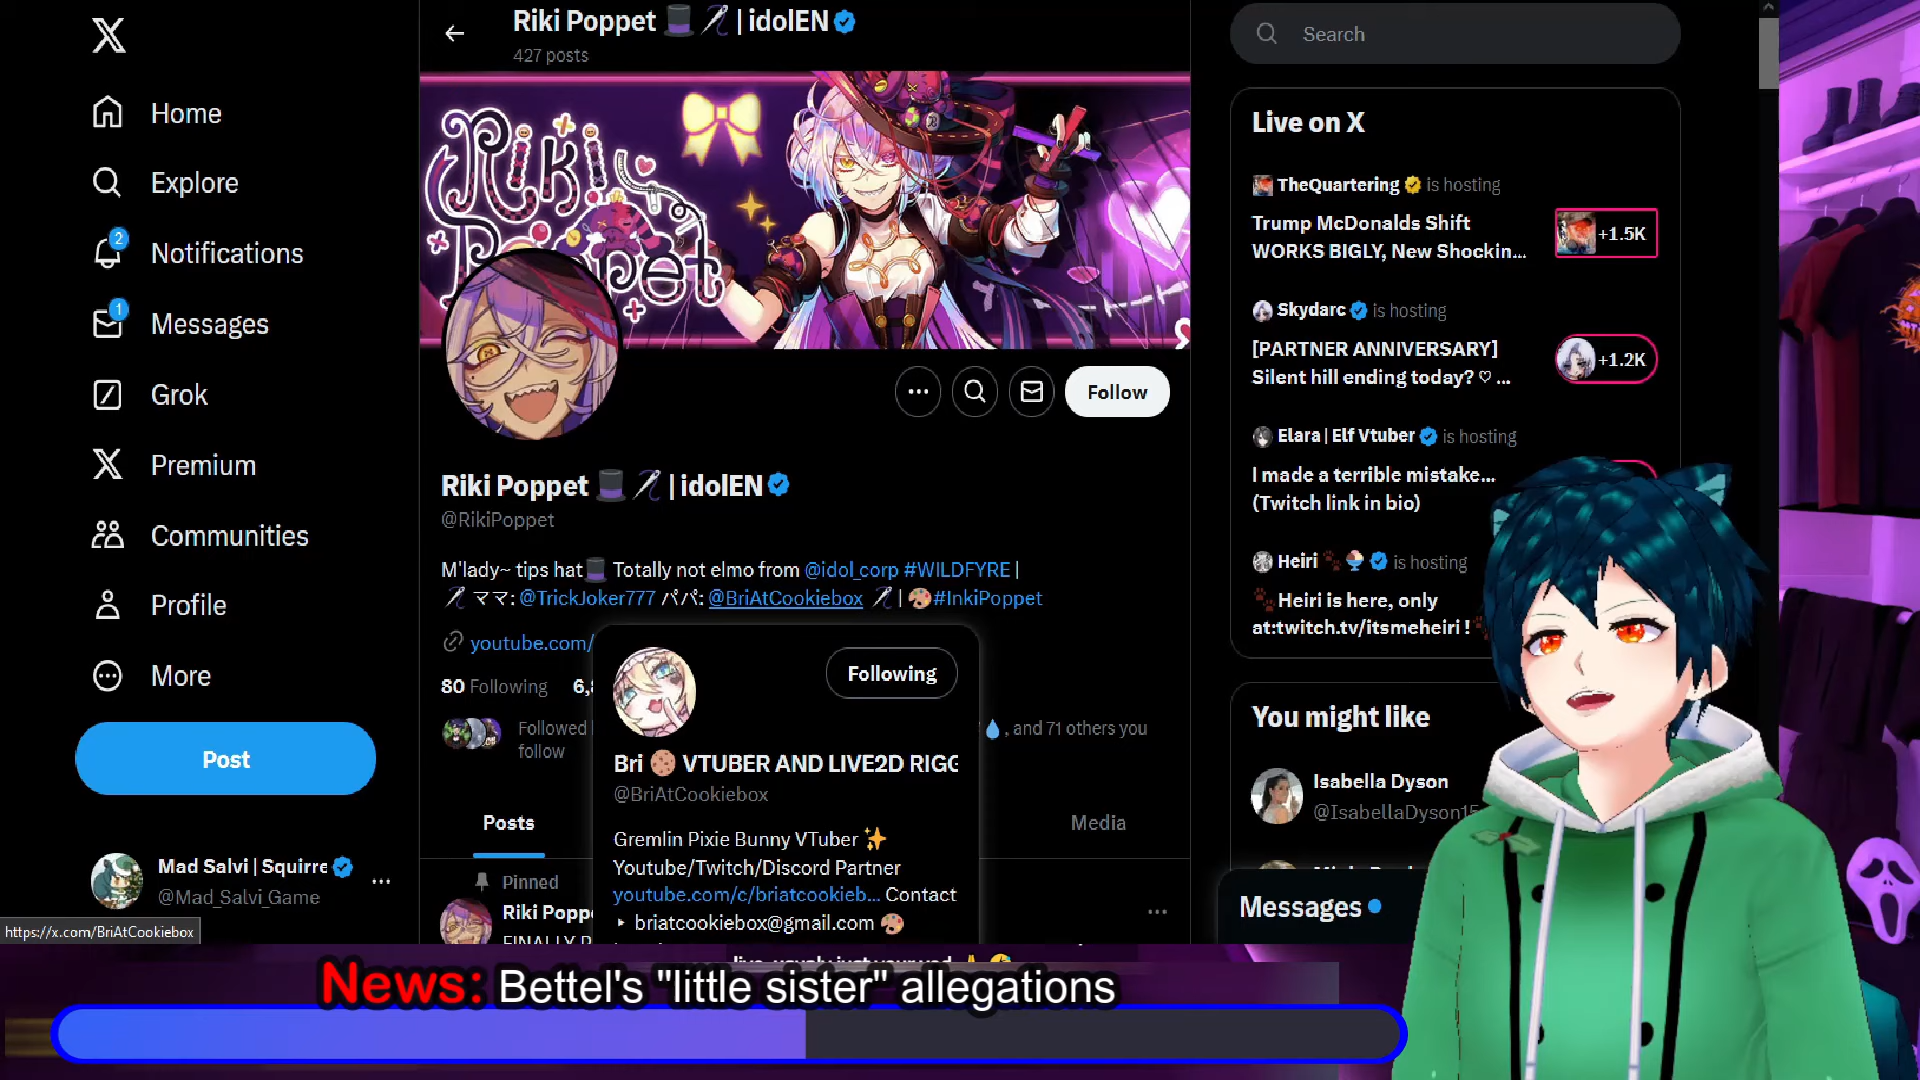 Home
Explore
2
Notifications
1
Messages
Grok
Premium
Communities
Profile
More
Post
Mad Salvi | Squirre
@Mad_Salvi_Game
https://x.com/BriAtCookiebox
Riki Poppet 🎩🪡 | idolEN
427 posts
Riki
Poppet
Follow
Riki Poppet 🎩🪡 | idolEN
@RikiPoppet
M'lady~ tips hat🎩 Totally not elmo from @idol_corp #WILDFYRE |
🪡 ママ: @TrickJoker777 パパ: @BriAtCookiebox 🪡 | 🎨#InkiPoppet
youtube.com/
80 Following
Followed
💧, and 71 others you
follow
Following
Bri 🍪 VTUBER AND LIVE2D RIGG
@BriAtCookiebox
Gremlin Pixie Bunny VTuber ✨
Youtube/Twitch/Discord Partner
youtube.com/c/briatcookieb... Contact
‣ briatcookiebox@gmail.com 🎨
Posts
Media
Pinned
Riki Poppe
Search
Live on X
TheQuartering is hosting
Trump McDonalds Shift
WORKS BIGLY, New Shockin...
+1.5K
Skydarc is hosting
[PARTNER ANNIVERSARY]
Silent hill ending today? ♡ ...
+1.2K
Elara | Elf Vtuber is hosting
I made a terrible mistake...
(Twitch link in bio)
Heiri 🐾🍨 is hosting
🐾Heiri is here, only
at:twitch.tv/itsmeheiri !
You might like
Isabella Dyson
@IsabellaDyson15
Messages
News: Bettel's "little sister" allegations